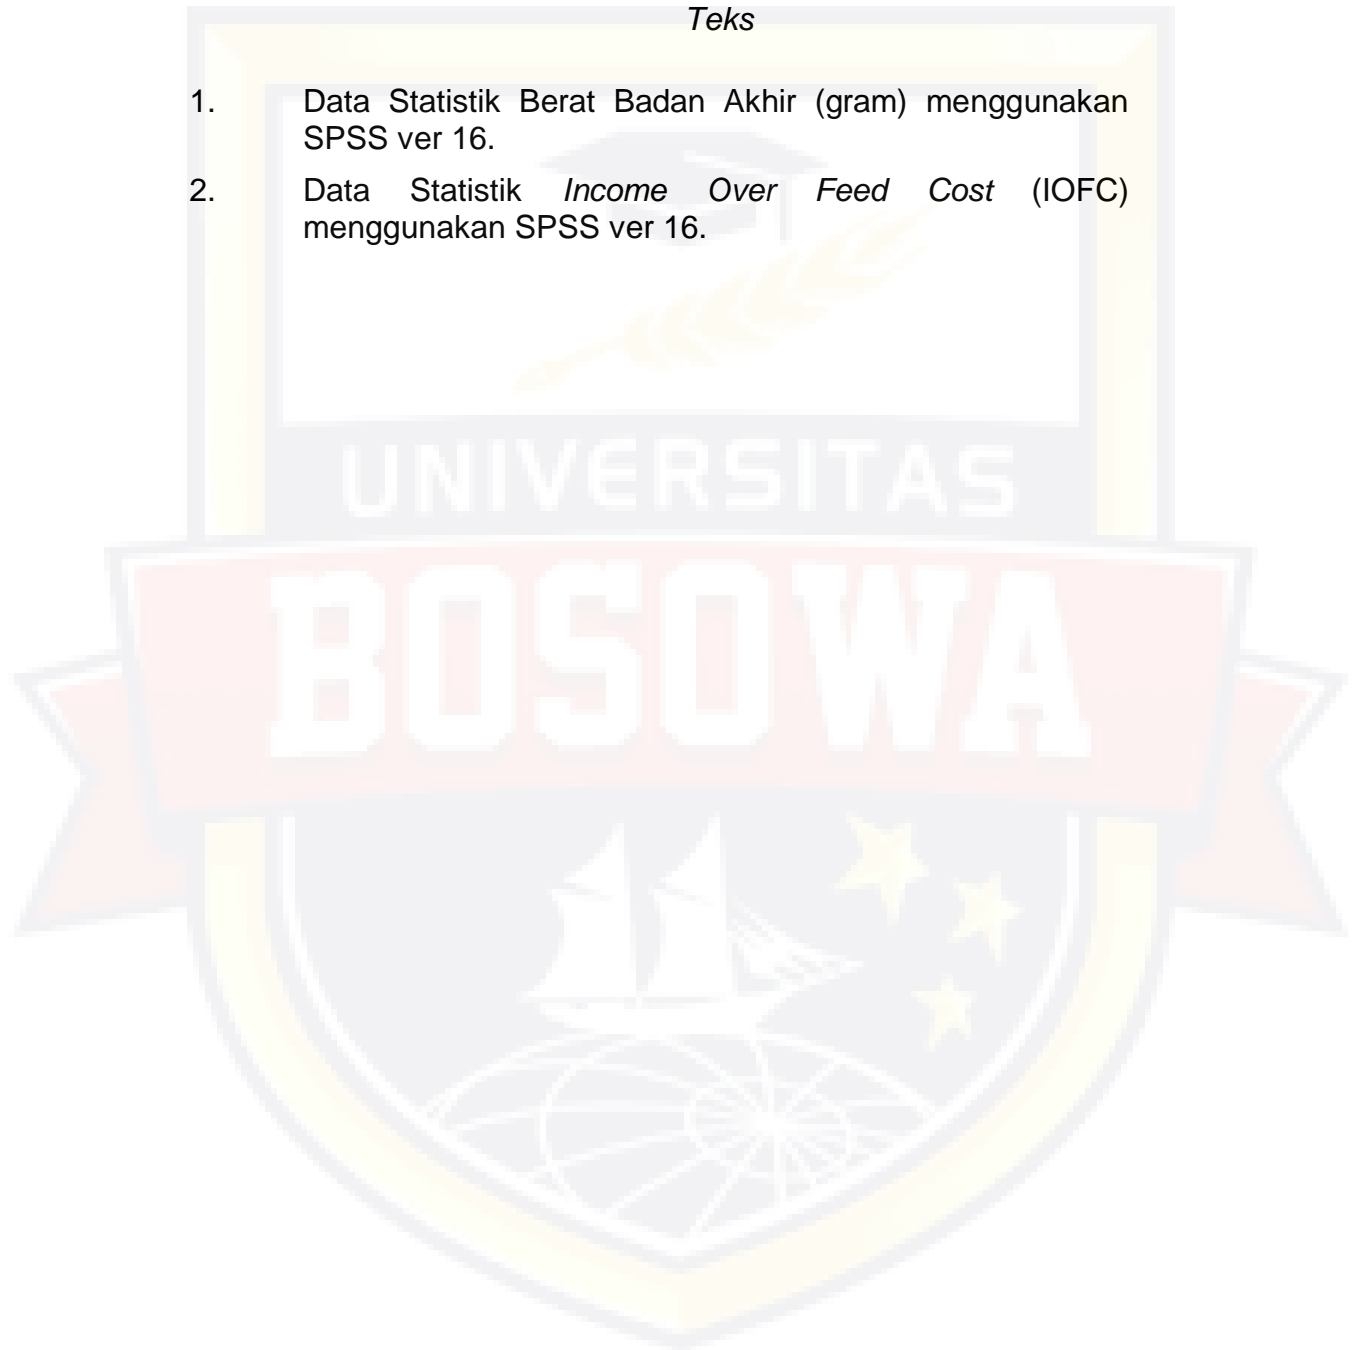 Teks
1. Data Statistik Berat Badan Akhir (gram) menggunakan
SPSS ver 16.
2. Data Statistik Income Over Feed Cost (IOFC)
menggunakan SPSS ver 16.
UNIVERSITAS
BOSOWA